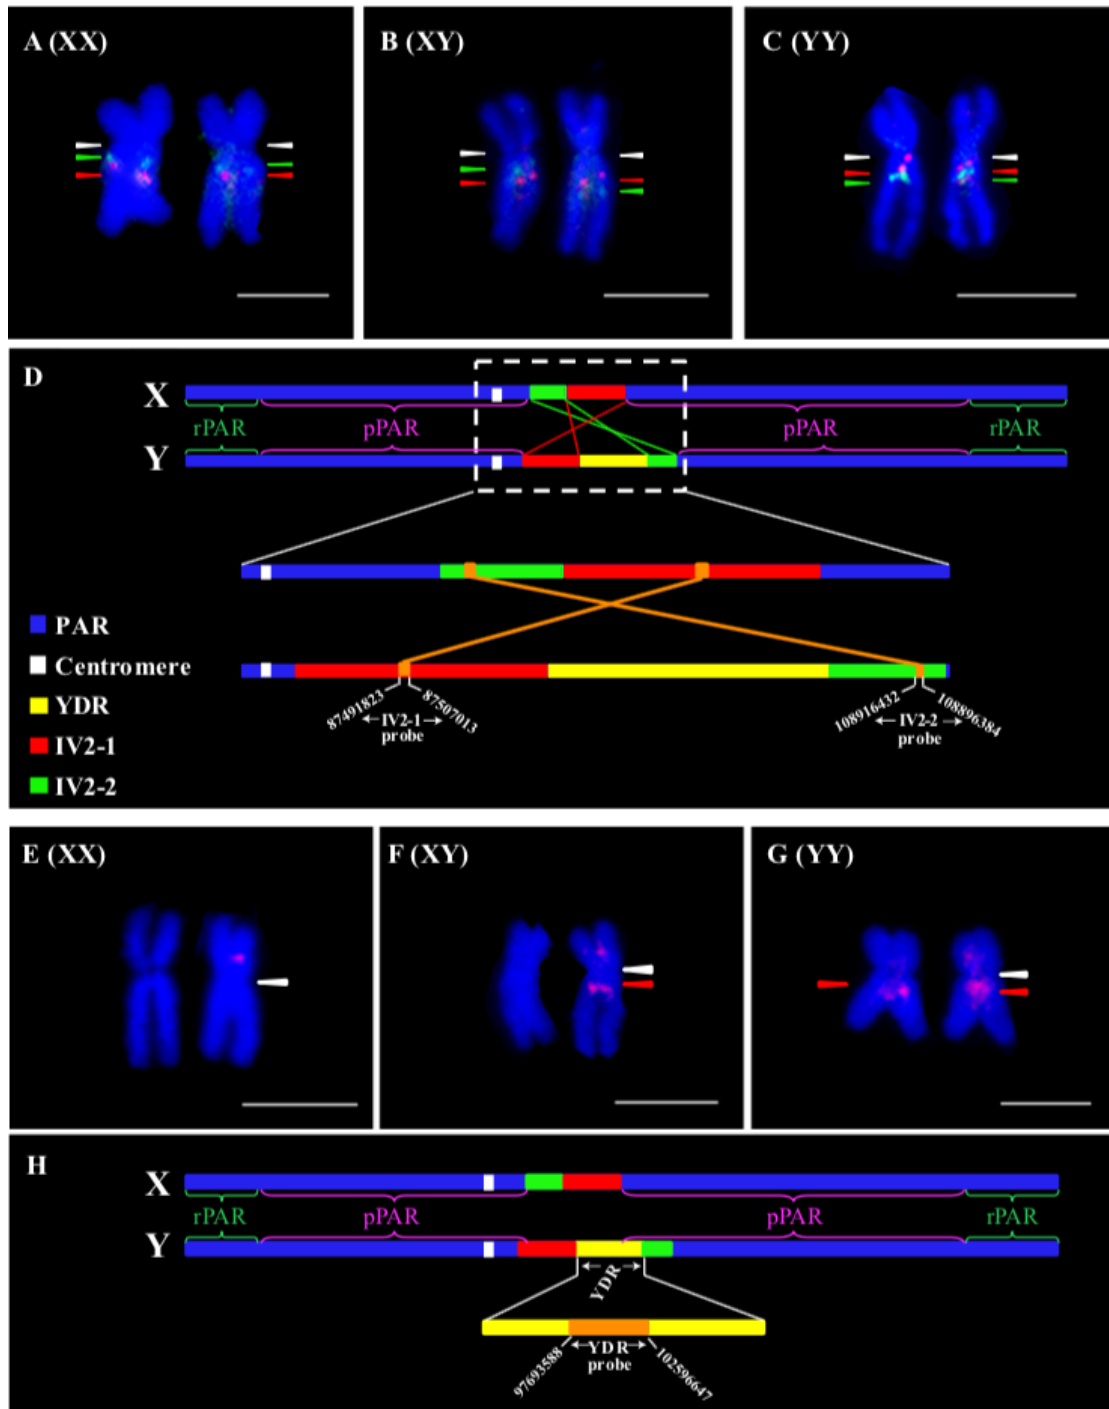 A (XX)
B (XY)
C (YY)
D
X
rPAR
pPAR
pPAR
rPAR
Y
PAR
Centromere
YDR
IV2-1
IV2-2
87491823
87507013
IV2-1
probe
108916432
108896384
IV2-2
probe
E (XX)
F (XY)
G (YY)
H
X
rPAR
pPAR
pPAR
rPAR
Y
YDR
97693588
YDR
probe
102596647